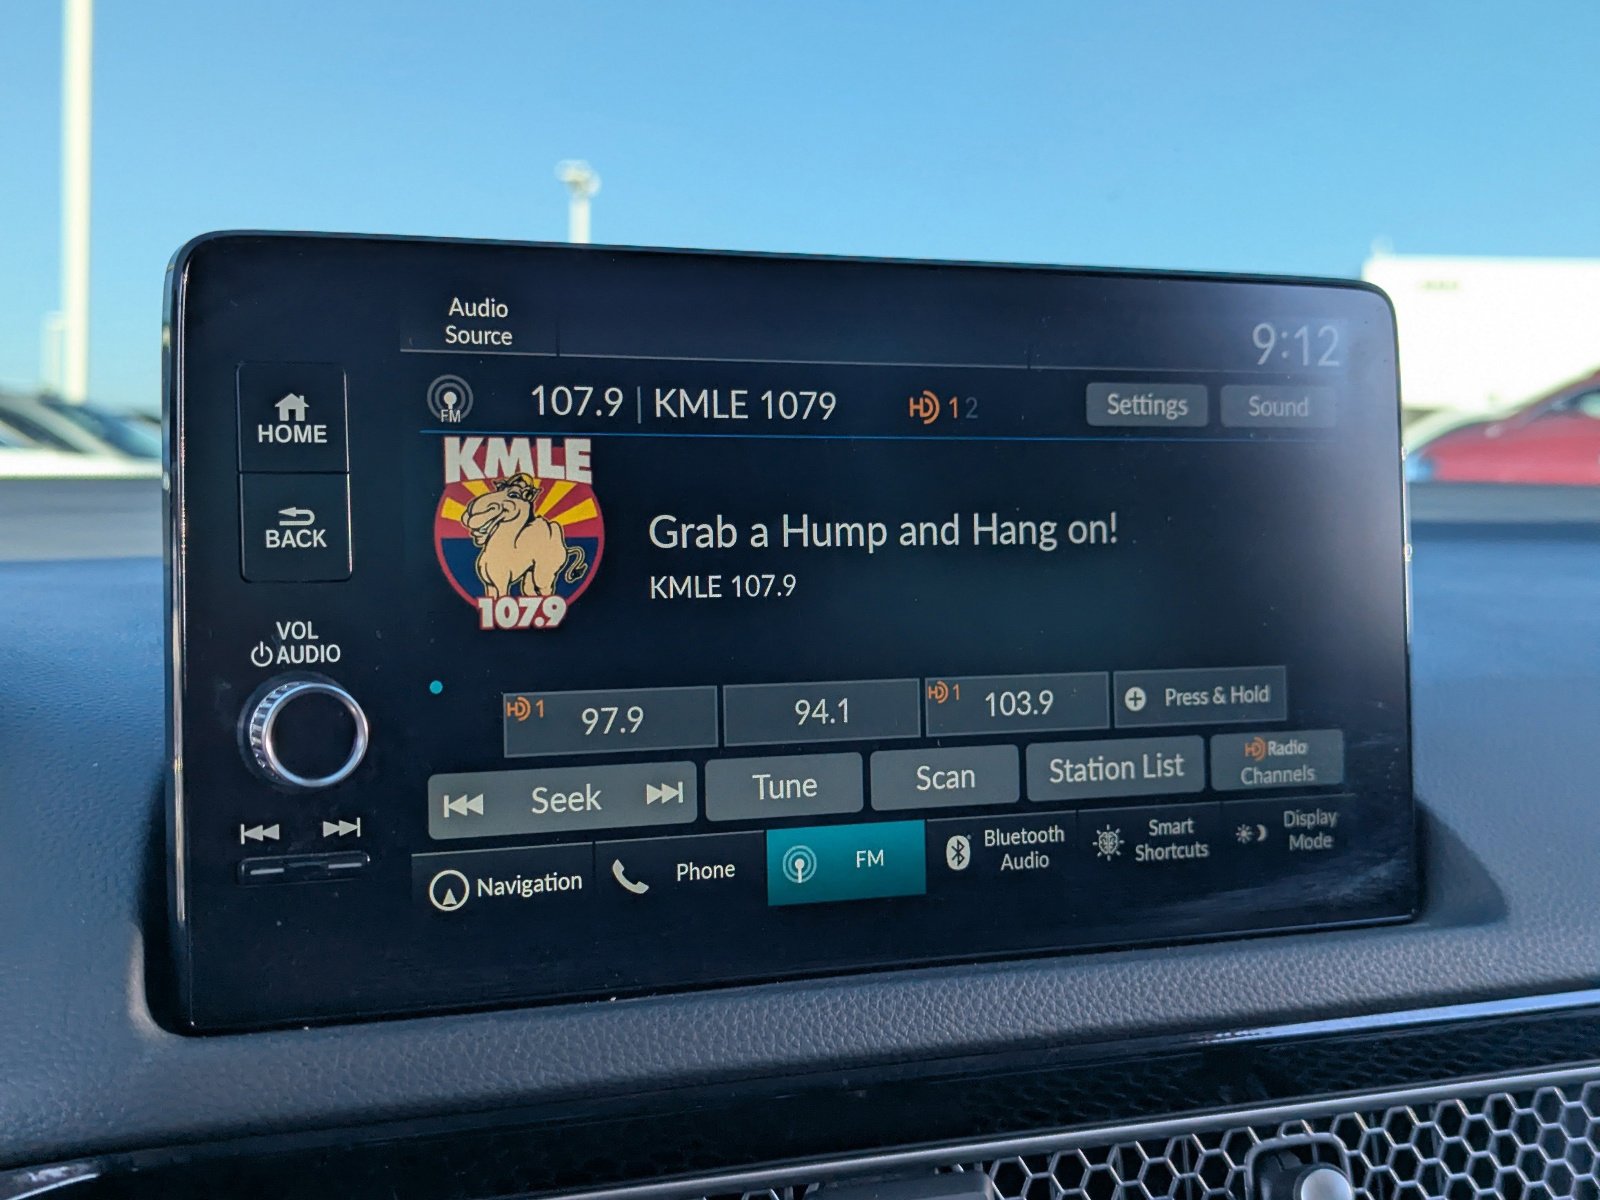 Audio
Source
9:12
FM
107.9 | KMLE 1079
HD 1 2
Settings
Sound
HOME
BACK
VOL
AUDIO
KMLE
107.9
Grab a Hump and Hang on!
KMLE 107.9
HD 1
97.9
94.1
HD 1
103.9
Press & Hold
Seek
Tune
Scan
Station List
HD Radio
Channels
Navigation
Phone
FM
Bluetooth
Audio
Smart
Shortcuts
Display
Mode